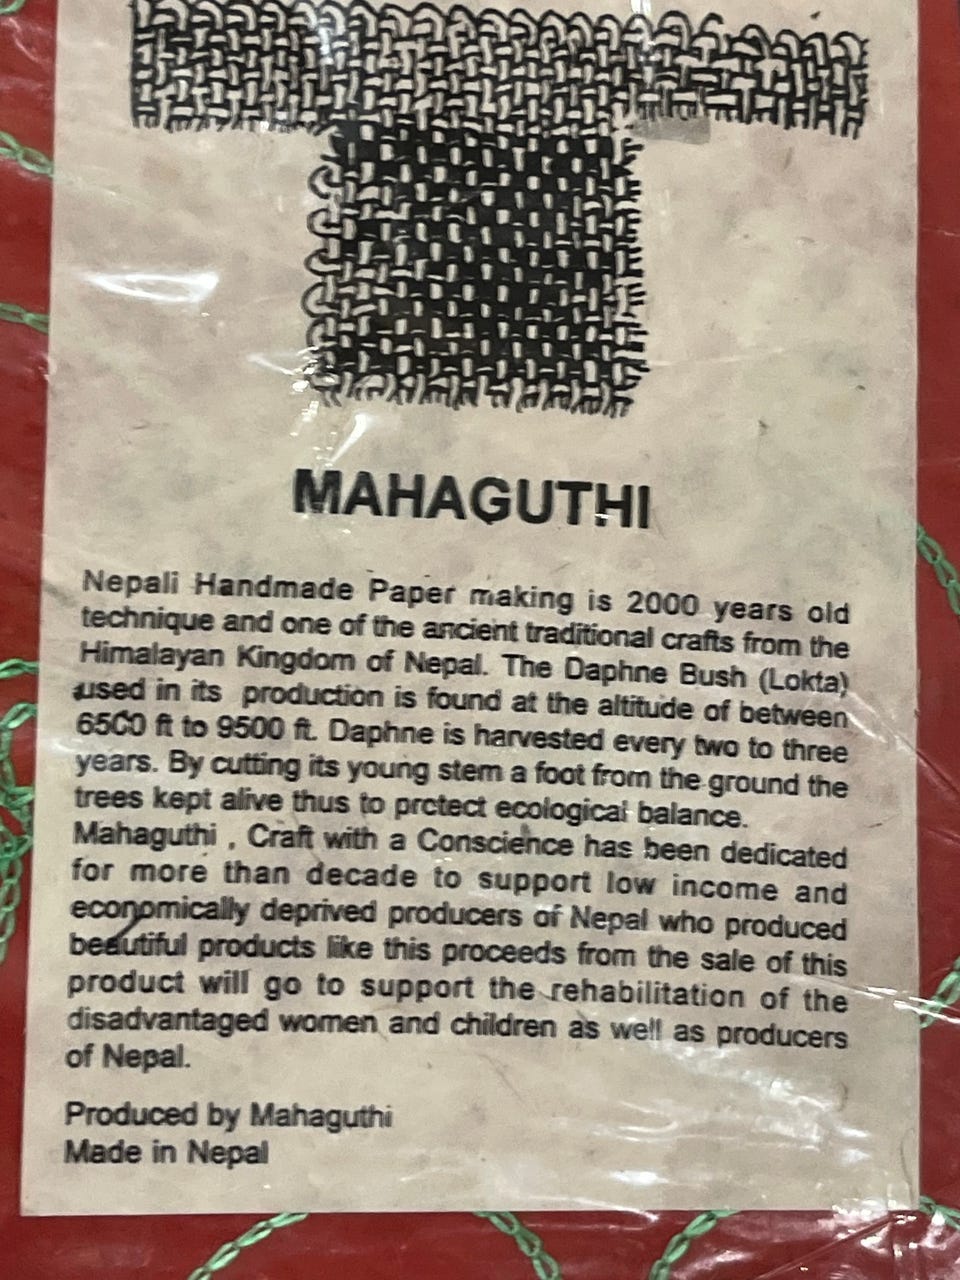 MAHAGUTHI
Nepali Handmade Paper making is 2000 years old
technique and one of the ancient traditional crafts from the
Himalayan Kingdom of Nepal. The Daphne Bush (Lokta)
used in its production is found at the altitude of between
6500 ft to 9500 ft. Daphne is harvested every two to three
years. By cutting its young stem a foot from the ground the
trees kept alive thus to protect ecological balance.
Mahaguthi , Craft with a Conscience has been dedicated
for more than decade to support low income and
economically deprived producers of Nepal who produced
beautiful products like this proceeds from the sale of this
product will go to support the rehabilitation of the
disadvantaged women and children as well as producers
of Nepal.
Produced by Mahaguthi
Made in Nepal